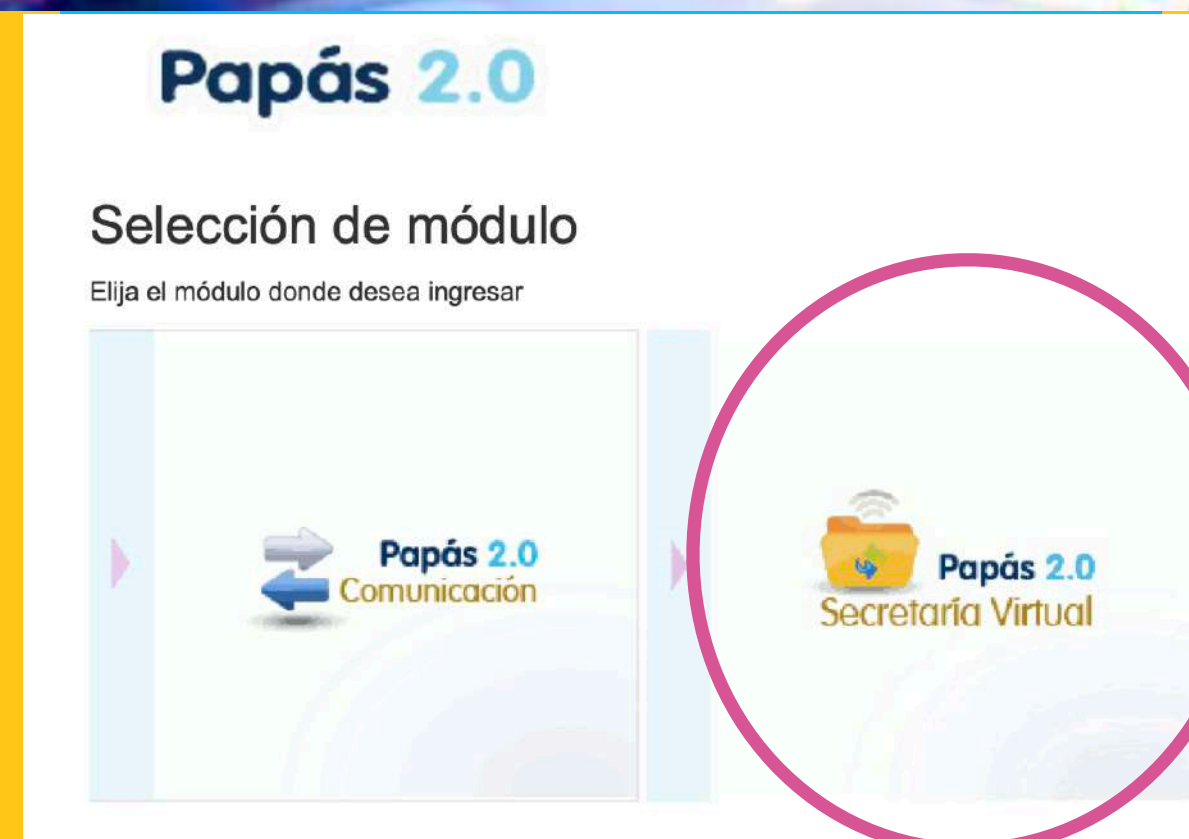 Papás 2.0
Selección de módulo
Elija el módulo donde desea ingresar
Papás 2.0
Comunicación
Papás 2.0
Secretaría Virtual